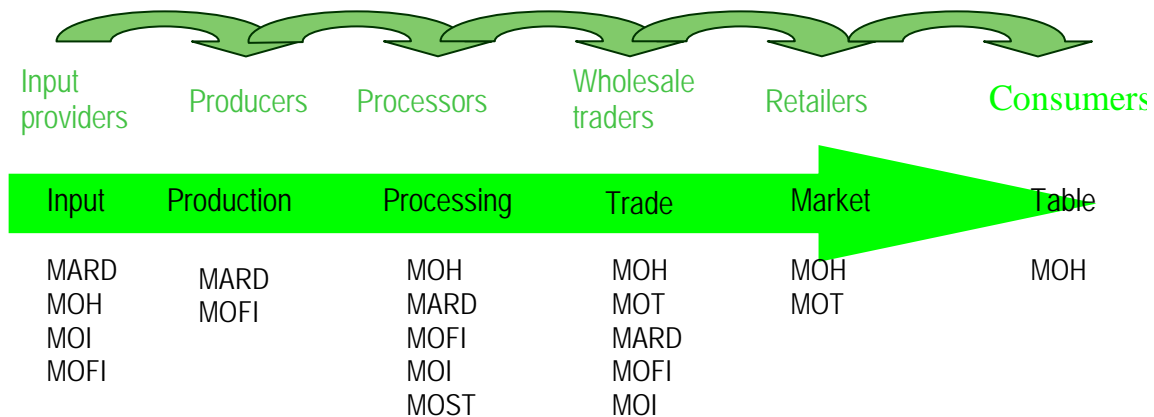 Input providers
Producers
Processors
Wholesale traders
Retailers
Consumers
Input
Production
Processing
Trade
Market
Table
MARD
MOH
MOI
MOFI
MARD
MOFI
MOH
MARD
MOFI
MOI
MOST
MOH
MOT
MARD
MOFI
MOI
MOH
MOT
MOH